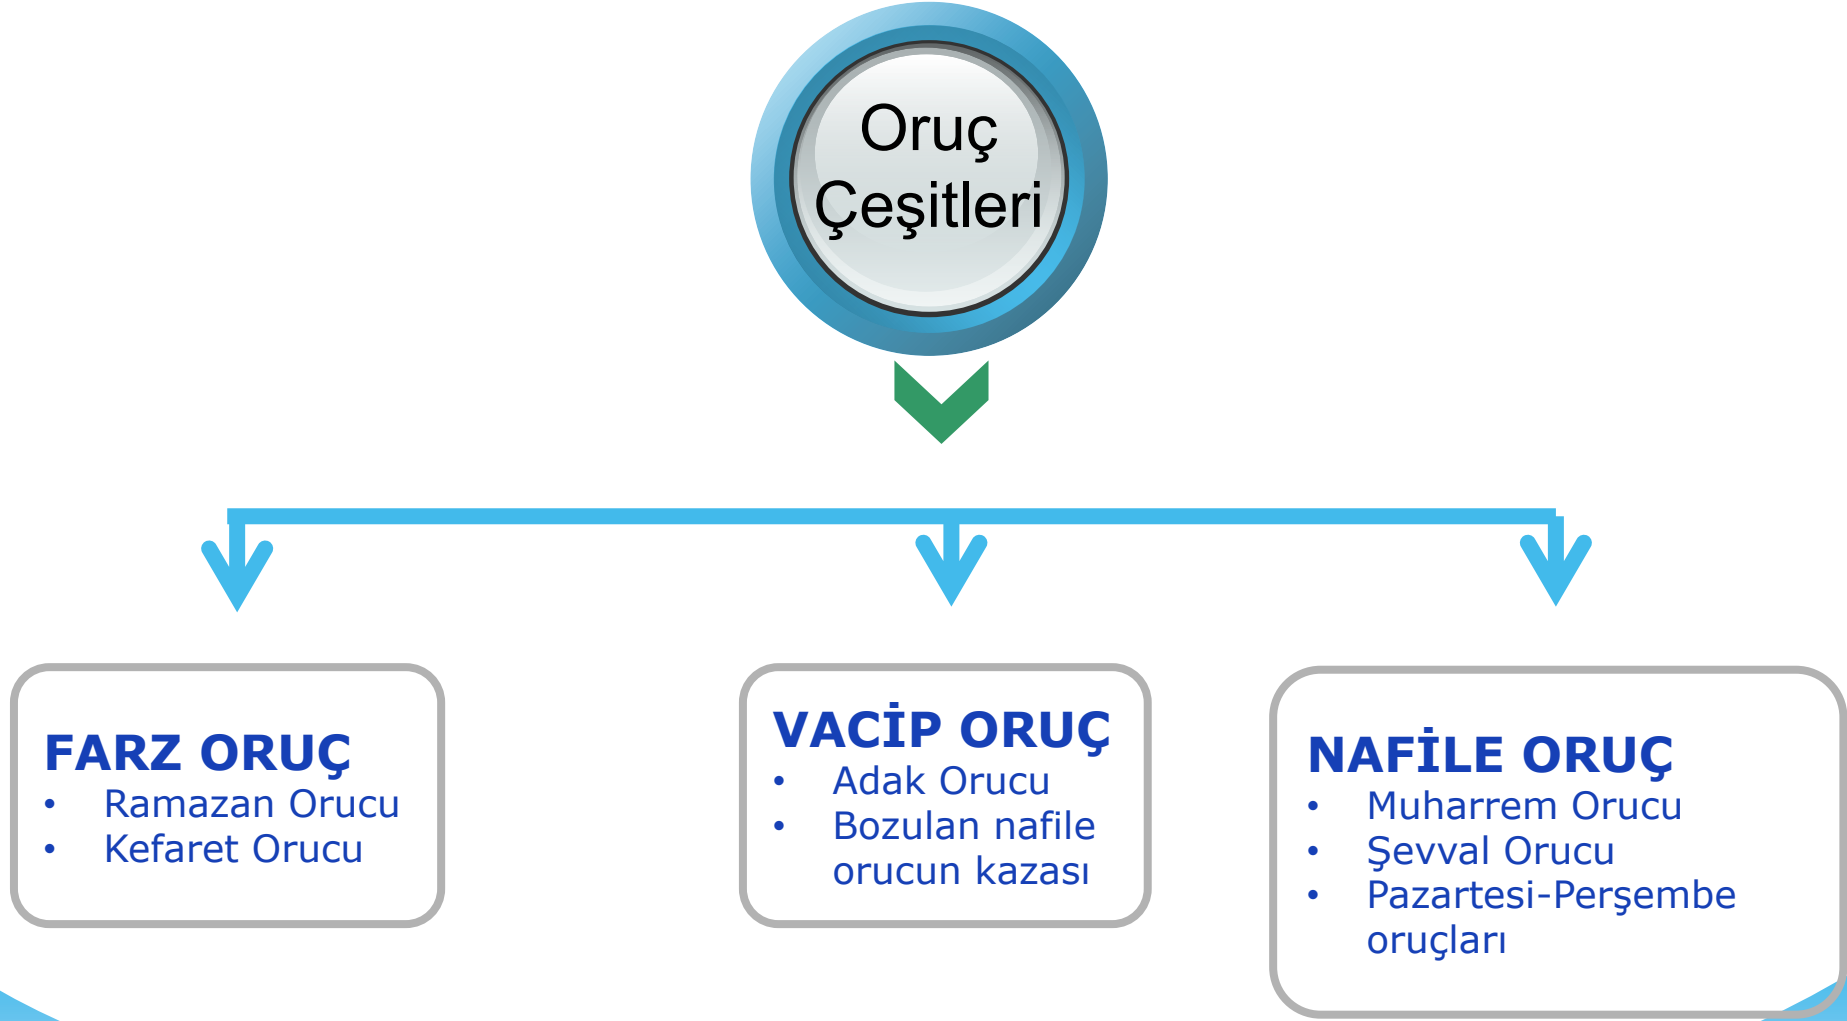 Oruç
Çeşitleri
FARZ ORUÇ
• Ramazan Orucu
• Kefaret Orucu
VACİP ORUÇ
• Adak Orucu
• Bozulan nafile
orucun kazası
NAFİLE ORUÇ
• Muharrem Orucu
• Şevval Orucu
• Pazartesi-Perşembe
oruçları